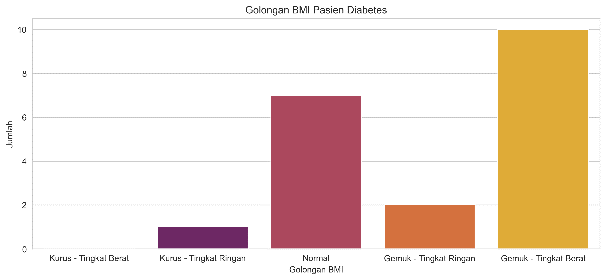 Golongan BMI Pasien Diabetes
10
8
6
4
2
0
Jumlah
Kurus - Tingkat Berat
Kurus - Tingkat Ringan
Normal
Gemuk - Tingkat Ringan
Gemuk - Tingkat Berat
Golongan BMI